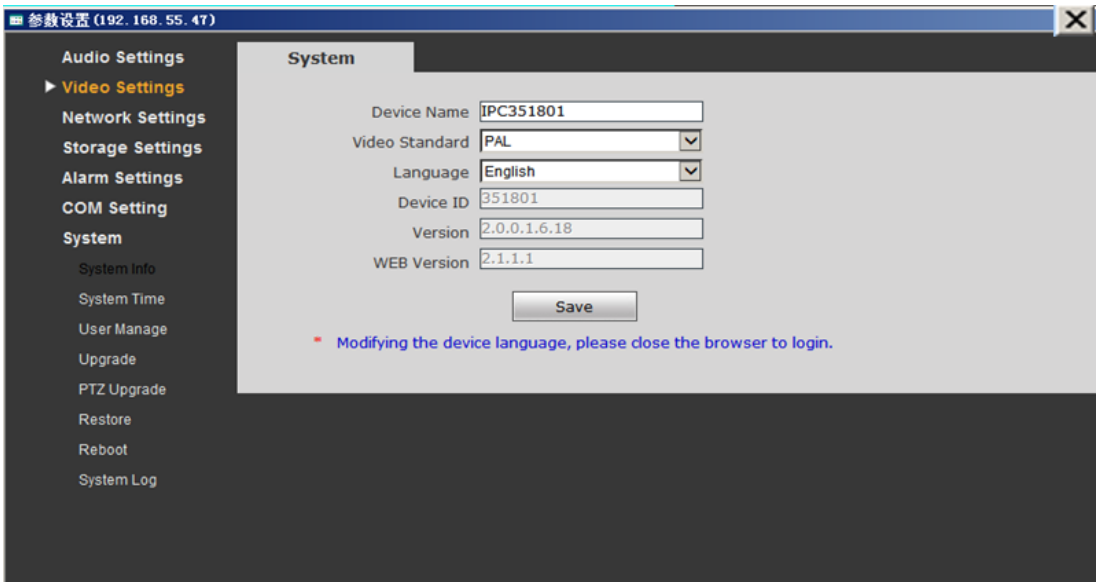 参数设置(192.168.55.47)
Audio Settings
Video Settings
Network Settings
Storage Settings
Alarm Settings
COM Setting
System
System Info
System Time
User Manage
Upgrade
PTZ Upgrade
Restore
Reboot
System Log
System
Device Name IPC351801
Video Standard PAL
Language English
Device ID 351801
Version 2.0.0.1.6.18
WEB Version 2.1.1.1
Save
* Modifying the device language, please close the browser to login.